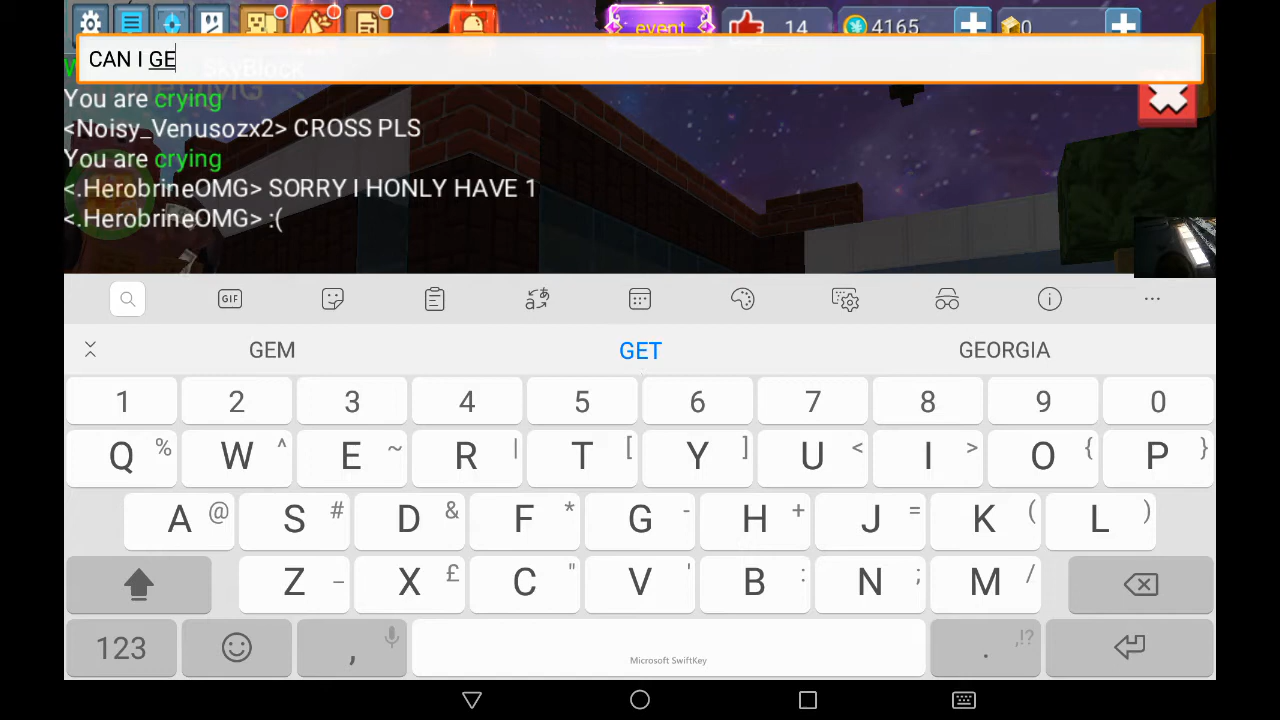 event 14 4165 0
CAN I GE
SkyBlock
You are crying
<Noisy_Venusozx2> CROSS PLS
You are crying
<.HerobrineOMG> SORRY I HONLY HAVE 1
<.HerobrineOMG> :(
GIF
GEM GET GEORGIA
1 2 3 4 5 6 7 8 9 0
Q % W ^ E ~ R | T [ Y ] U < I > O { P }
A @ S # D & F * G - H + J = K ( L )
Z _ X £ C " V ' B : N ; M /
123 , Microsoft SwiftKey . ,!?